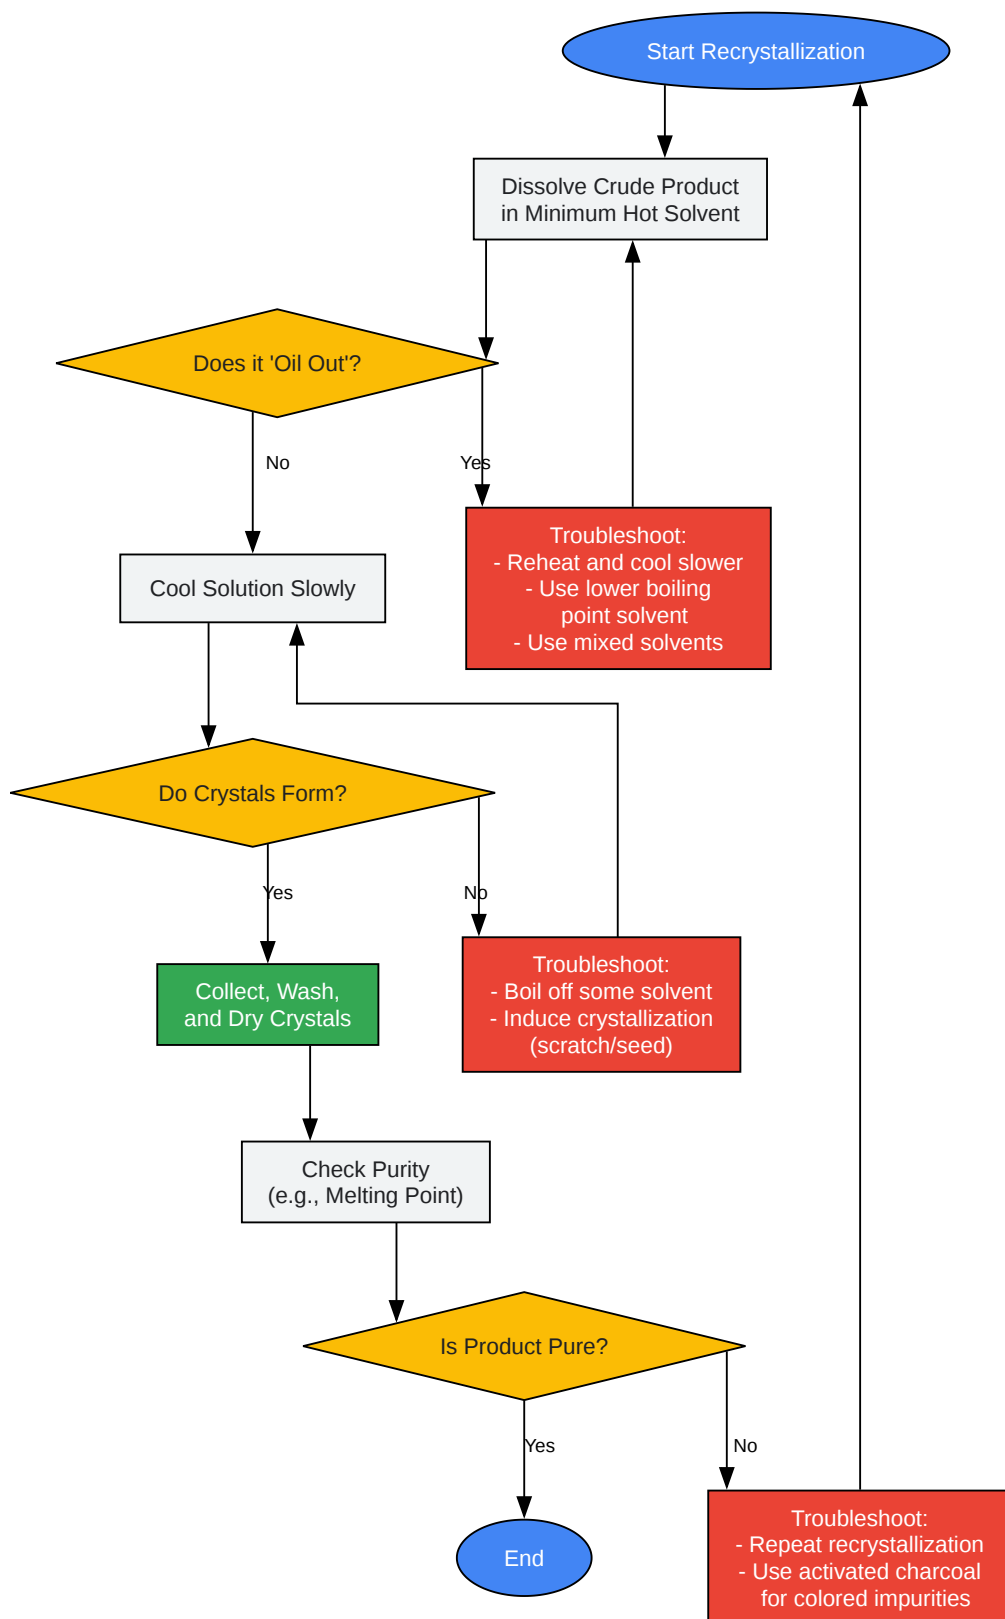 Start Recrystallization
Dissolve Crude Product
in Minimum Hot Solvent
Does it 'Oil Out'?
No
Yes
Troubleshoot:
- Reheat and cool slower
- Use lower boiling
point solvent
- Use mixed solvents
Cool Solution Slowly
Do Crystals Form?
Yes
No
Collect, Wash,
and Dry Crystals
Troubleshoot:
- Boil off some solvent
- Induce crystallization
(scratch/seed)
Check Purity
(e.g., Melting Point)
Is Product Pure?
Yes
No
End
Troubleshoot:
- Repeat recrystallization
- Use activated charcoal
for colored impurities